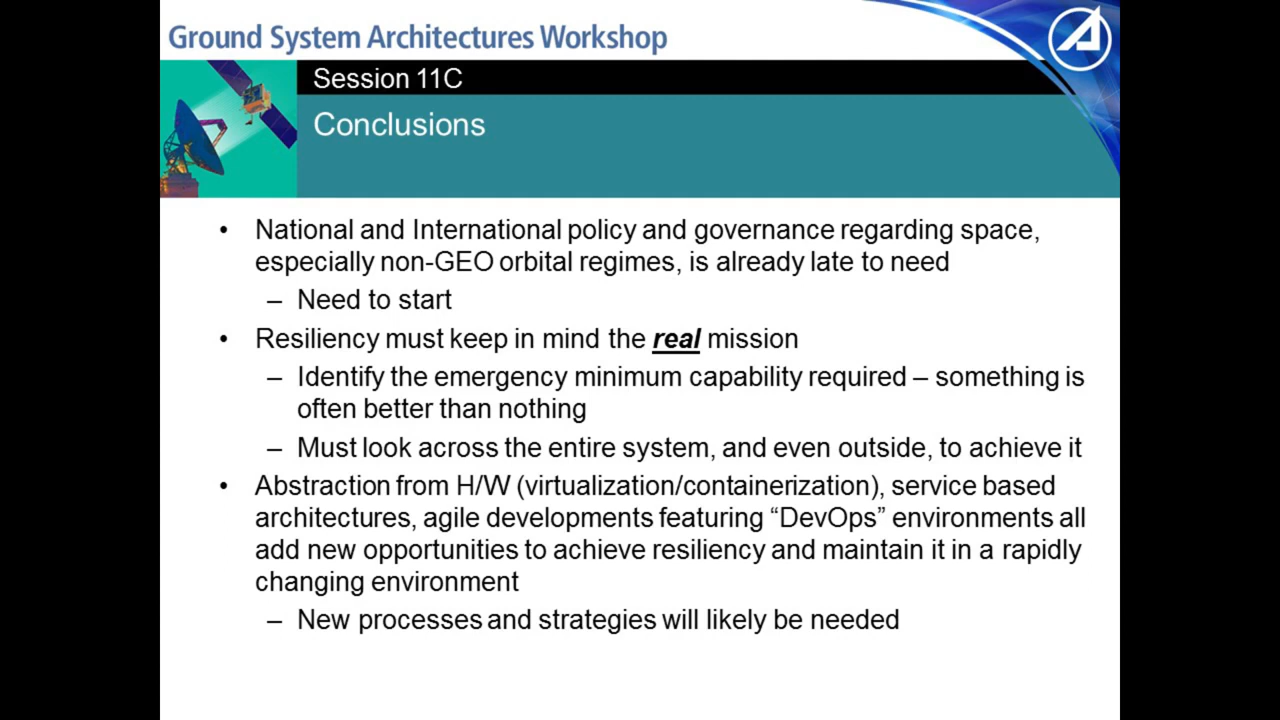 Ground System Architectures Workshop
Session 11C
Conclusions
• National and International policy and governance regarding space,
especially non-GEO orbital regimes, is already late to need
– Need to start
• Resiliency must keep in mind the real mission
– Identify the emergency minimum capability required – something is
often better than nothing
– Must look across the entire system, and even outside, to achieve it
• Abstraction from H/W (virtualization/containerization), service based
architectures, agile developments featuring “DevOps” environments all
add new opportunities to achieve resiliency and maintain it in a rapidly
changing environment
– New processes and strategies will likely be needed